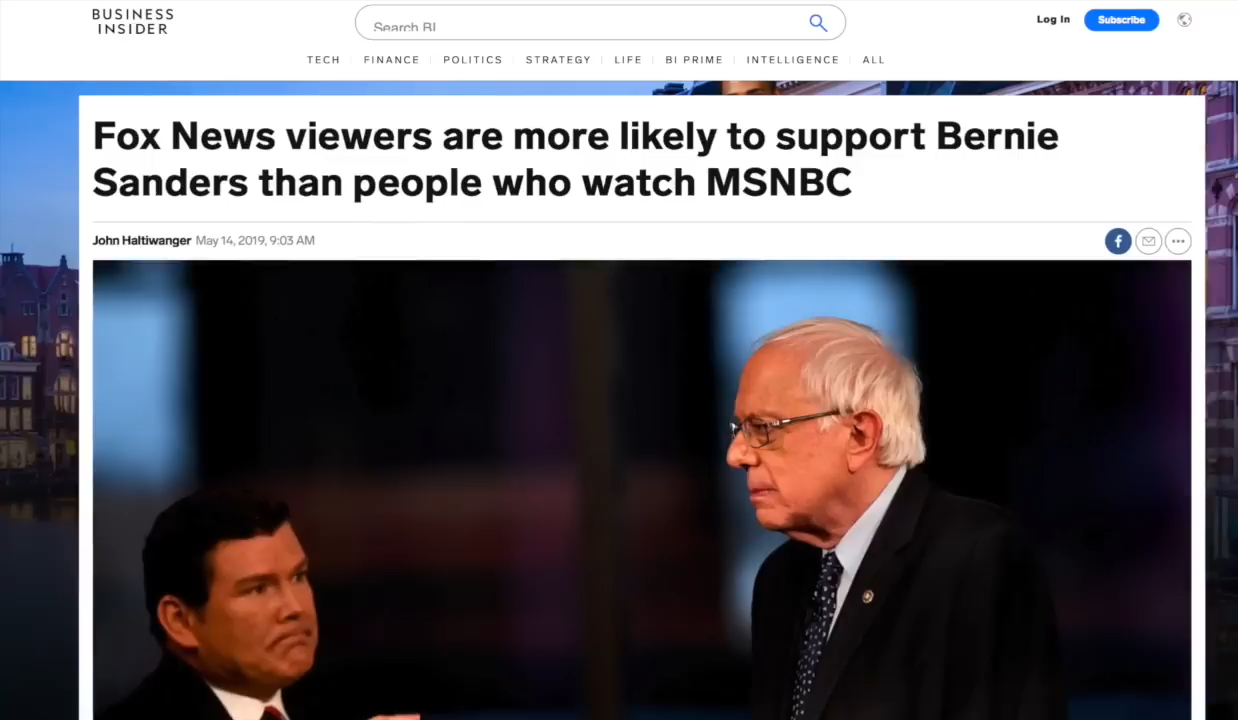 BUSINESS
INSIDER
Search BI
Log In
Subscribe
TECH
FINANCE
POLITICS
STRATEGY
LIFE
BI PRIME
INTELLIGENCE
ALL
Fox News viewers are more likely to support Bernie
Sanders than people who watch MSNBC
John Haltiwanger May 14, 2019, 9:03 AM